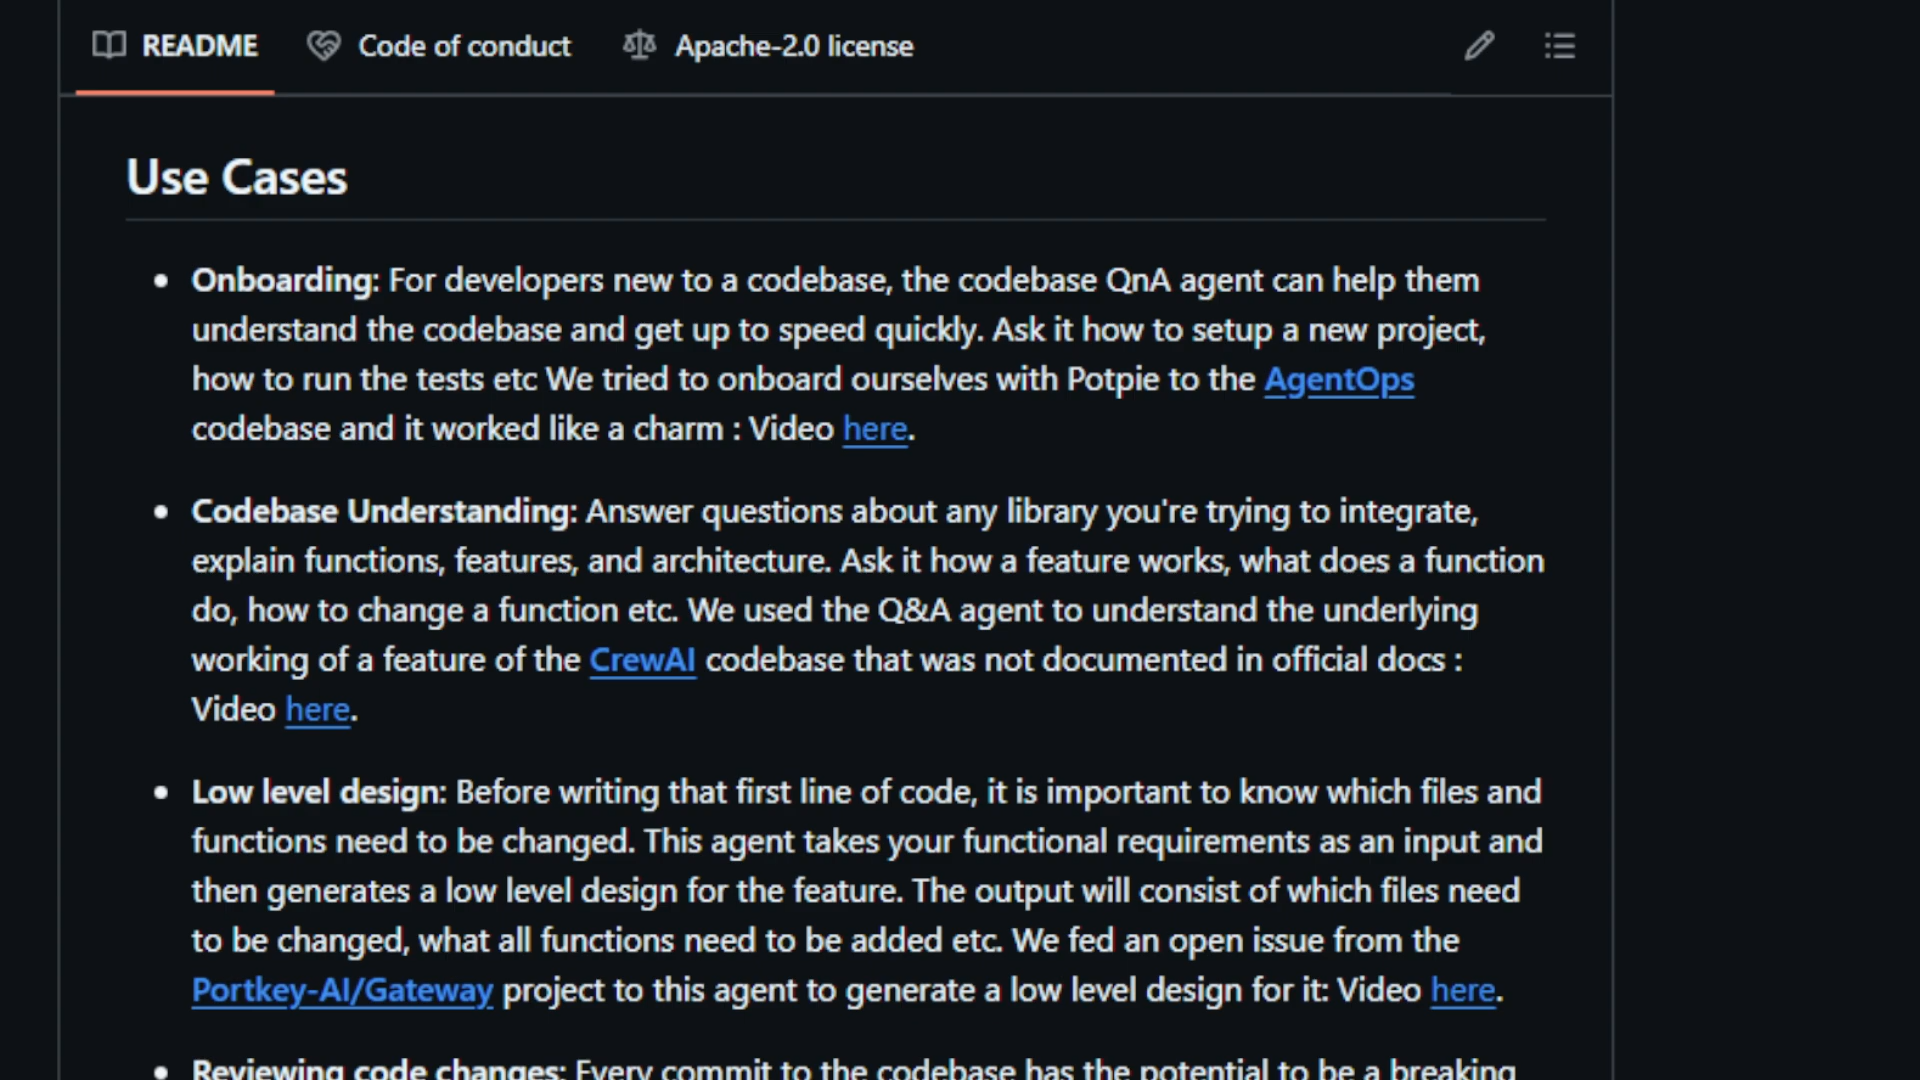 README Code of conduct Apache-2.0 license
Use Cases
Onboarding: For developers new to a codebase, the codebase QnA agent can help them
understand the codebase and get up to speed quickly. Ask it how to setup a new project,
how to run the tests etc We tried to onboard ourselves with Potpie to the AgentOps
codebase and it worked like a charm : Video here.
Codebase Understanding: Answer questions about any library you're trying to integrate,
explain functions, features, and architecture. Ask it how a feature works, what does a function
do, how to change a function etc. We used the Q&A agent to understand the underlying
working of a feature of the CrewAI codebase that was not documented in official docs :
Video here.
Low level design: Before writing that first line of code, it is important to know which files and
functions need to be changed. This agent takes your functional requirements as an input and
then generates a low level design for the feature. The output will consist of which files need
to be changed, what all functions need to be added etc. We fed an open issue from the
Portkey-AI/Gateway project to this agent to generate a low level design for it: Video here.
Reviewing code changes: Every commit to the codebase has the potential to be a breaking